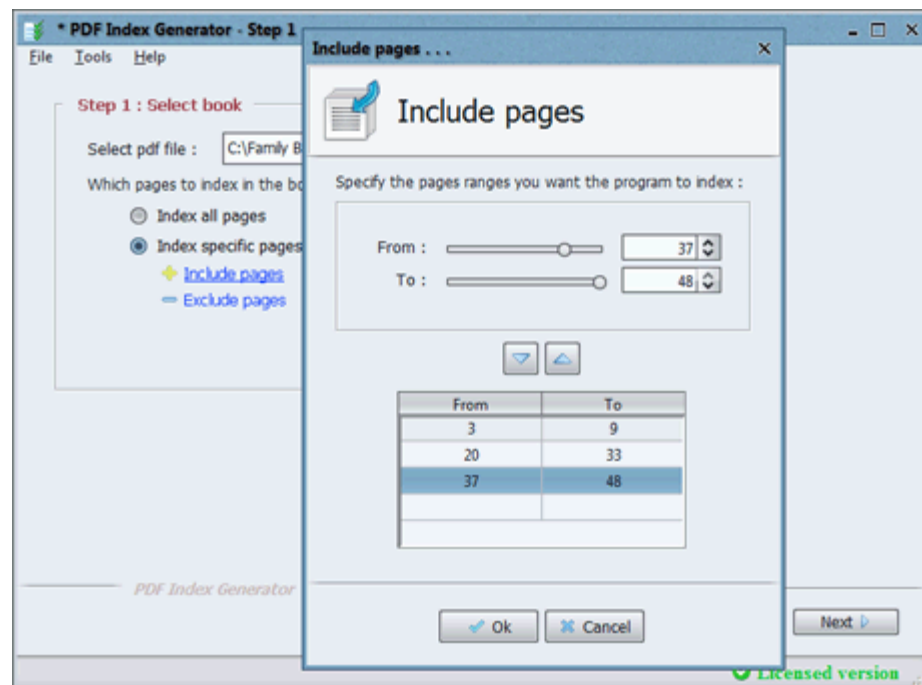 * PDF Index Generator - Step 1
File Tools Help
Step 1 : Select book
Select pdf file : C:\Family B
Which pages to index in the bo
Index all pages
Index specific pages
Include pages
Exclude pages
PDF Index Generator
Include pages . . .
Include pages
Specify the pages ranges you want the program to index :
From : 37
To : 48
From To
3 9
20 33
37 48
Ok Cancel
Next
Licensed version